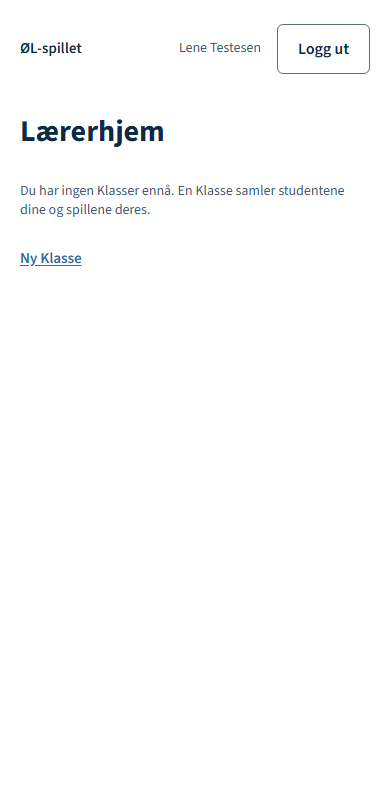 ØL-spillet
Lene Testesen
Logg ut
Lærerhjem
Du har ingen Klasser ennå. En Klasse samler studentene
dine og spillene deres.
Ny Klasse